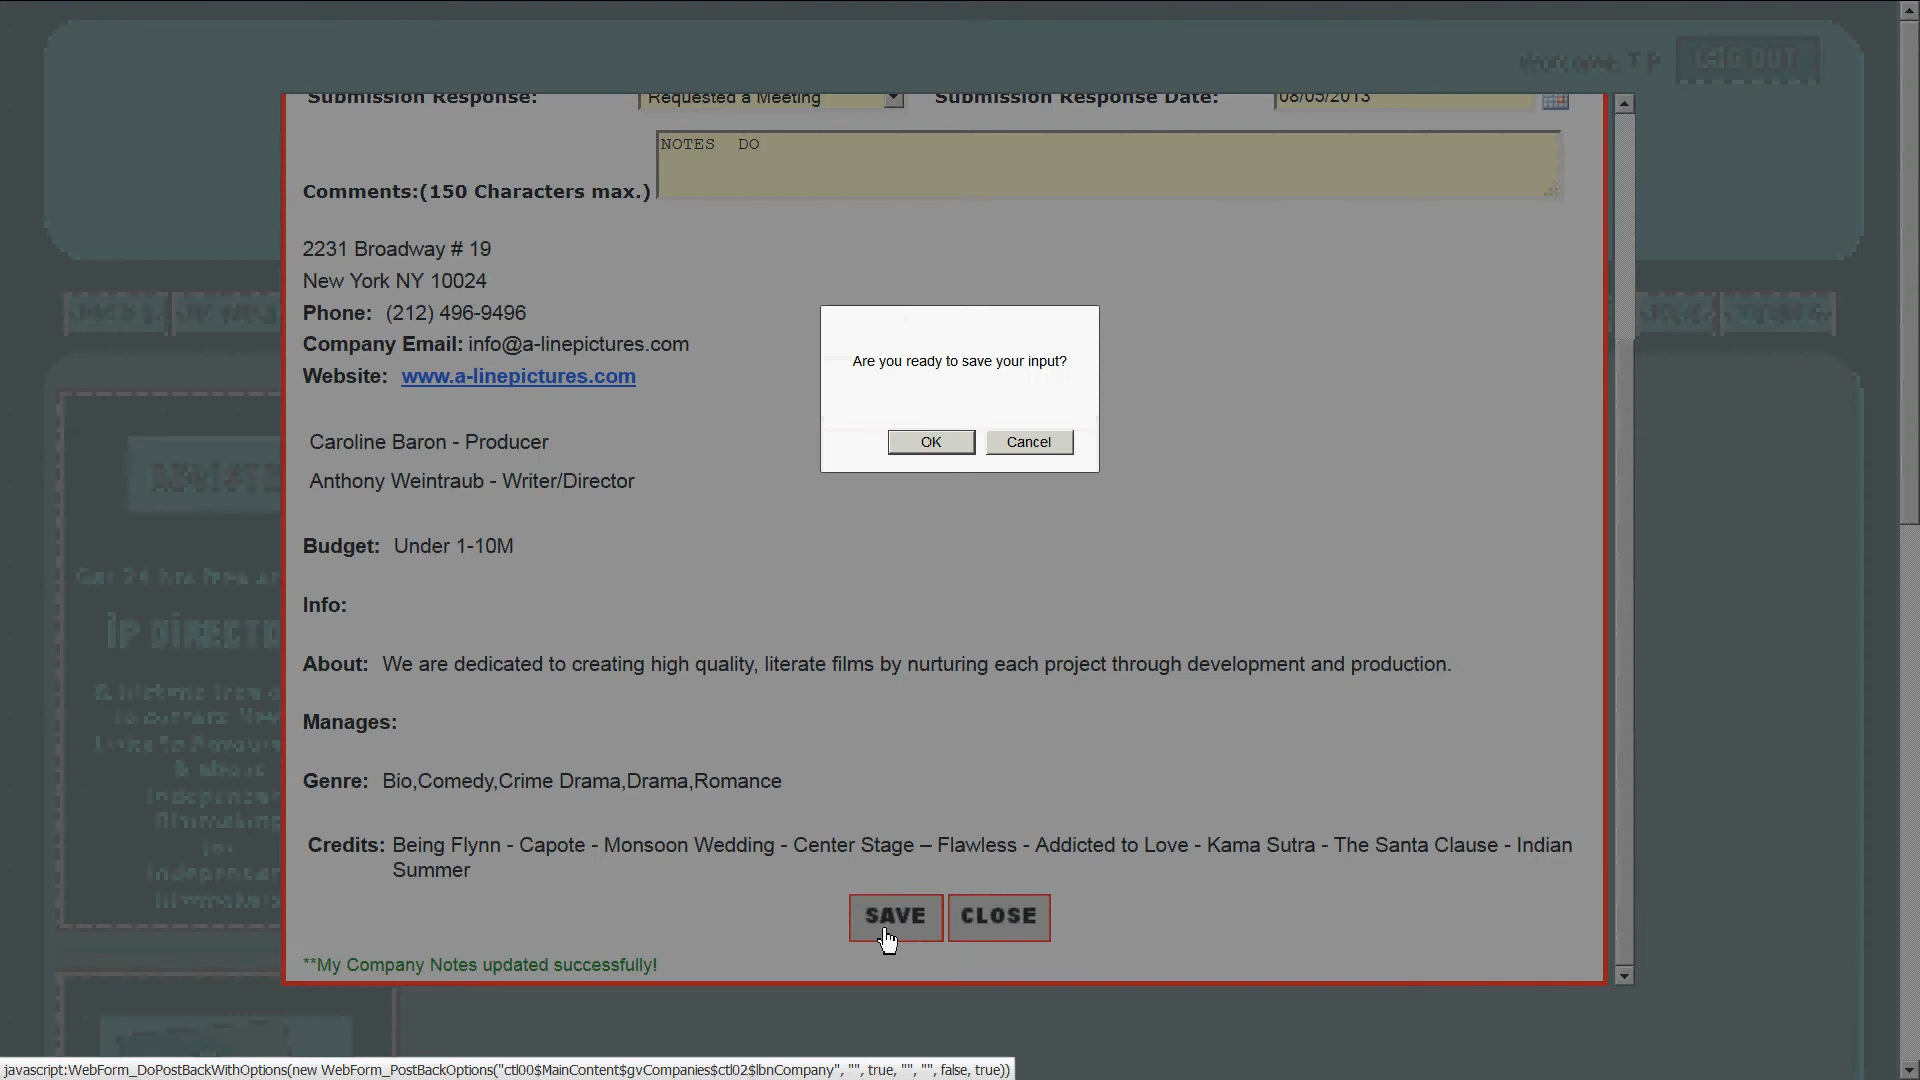 Welcome, T P LOG OUT
Submission Response: Requested a Meeting Submission Response Date: 08/05/2013
NOTES DO
Comments:(150 Characters max.)
2231 Broadway # 19
New York NY 10024
Phone: (212) 496-9496
Company Email: info@a-linepictures.com
Website: www.a-linepictures.com
Are you ready to save your input?
OK Cancel
Caroline Baron - Producer
Anthony Weintraub - Writer/Director
Budget: Under 1-10M
Info:
About: We are dedicated to creating high quality, literate films by nurturing each project through development and production.
Manages:
Genre: Bio,Comedy,Crime Drama,Drama,Romance
Credits: Being Flynn - Capote - Monsoon Wedding - Center Stage – Flawless - Addicted to Love - Kama Sutra - The Santa Clause - Indian
Summer
SAVE CLOSE
**My Company Notes updated successfully!
javascript:WebForm_DoPostBackWithOptions(new WebForm_PostBackOptions("ctl00$MainContent$gvCompanies$ctl02$lbnCompany", "", true, "", "", false, true))